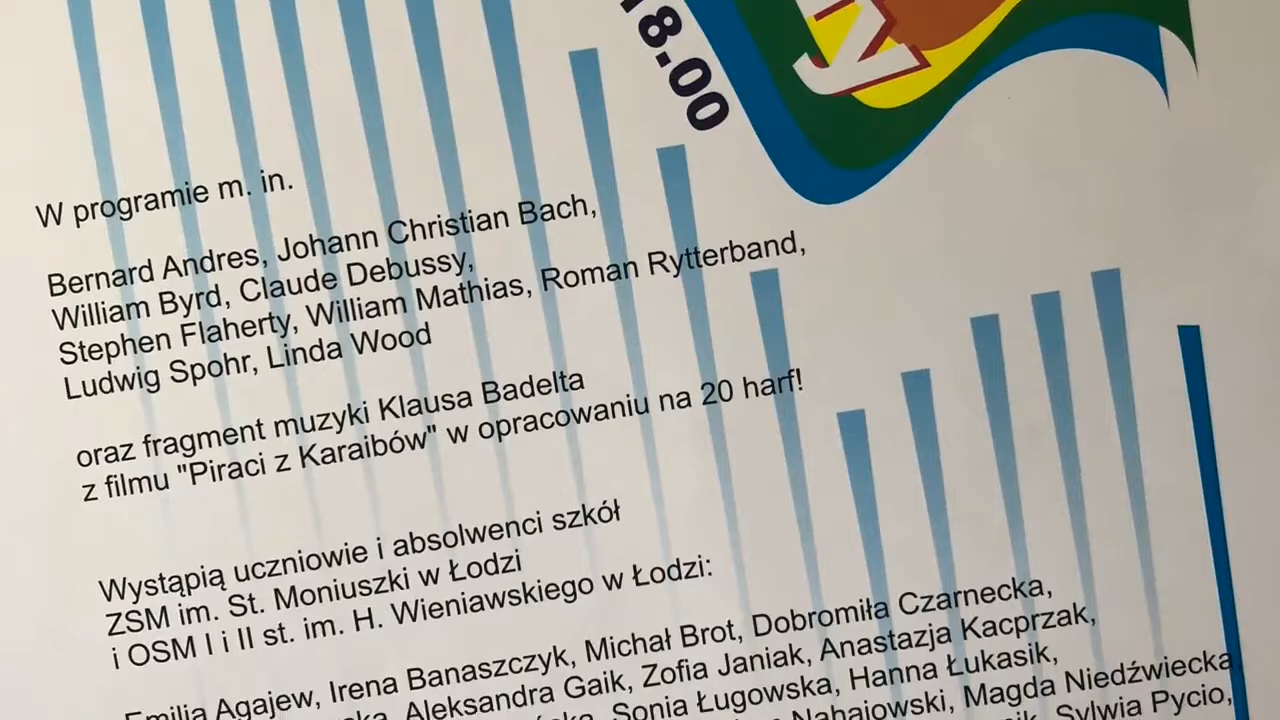 18.00
y
W programie m. in.
Bernard Andres, Johann Christian Bach,
William Byrd, Claude Debussy,
Stephen Flaherty, William Mathias, Roman Rytterband,
Ludwig Spohr, Linda Wood
oraz fragment muzyki Klausa Badelta
z filmu "Piraci z Karaibów" w opracowaniu na 20 harf!
Wystąpią uczniowie i absolwenci szkół
ZSM im. St. Moniuszki w Łodzi
i OSM I i II st. im. H. Wieniawskiego w Łodzi:
Emilia Agajew, Irena Banaszczyk, Michał Brot, Dobromiła Czarnecka,
Aleksandra Gaik, Zofia Janiak, Anastazja Kacprzak,
Sonia Ługowska, Hanna Łukasik,
Nahajowski, Magda Niedźwiecka
Sylwia Pycio,